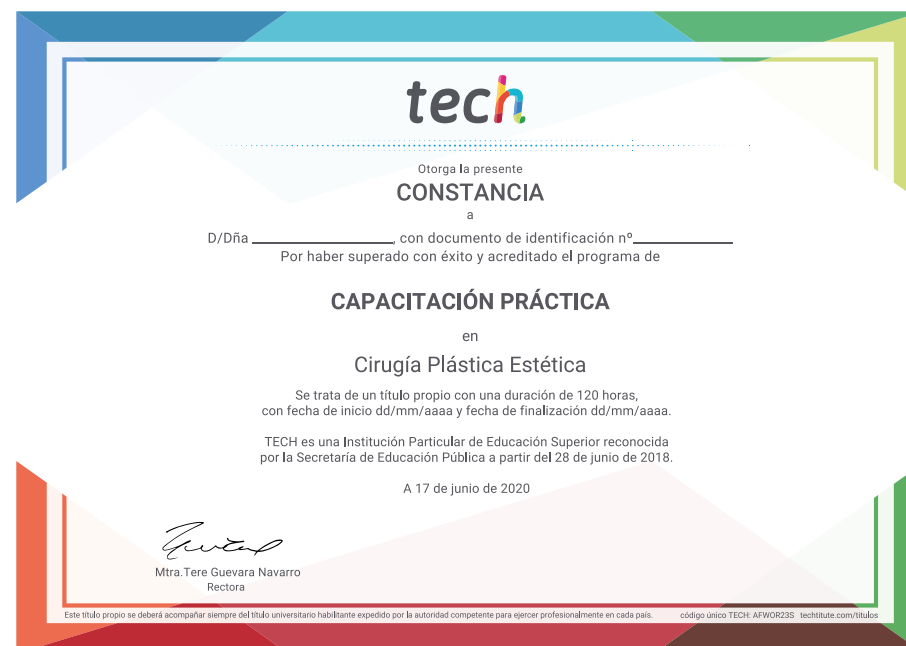 tech
Otorga la presente
CONSTANCIA
a
D/Dña ______________, con documento de identificación nº__________
Por haber superado con éxito y acreditado el programa de
CAPACITACIÓN PRÁCTICA
en
Cirugía Plástica Estética
Se trata de un título propio con una duración de 120 horas,
con fecha de inicio dd/mm/aaaa y fecha de finalización dd/mm/aaaa.
TECH es una Institución Particular de Educación Superior reconocida
por la Secretaría de Educación Pública a partir del 28 de junio de 2018.
A 17 de junio de 2020
Mtra.Tere Guevara Navarro
Rectora
Este título propio se deberá acompañar siempre del título universitario habilitante expedido por la autoridad competente para ejercer profesionalmente en cada país. código único TECH: AFWOR23S techtitute.com/titulos